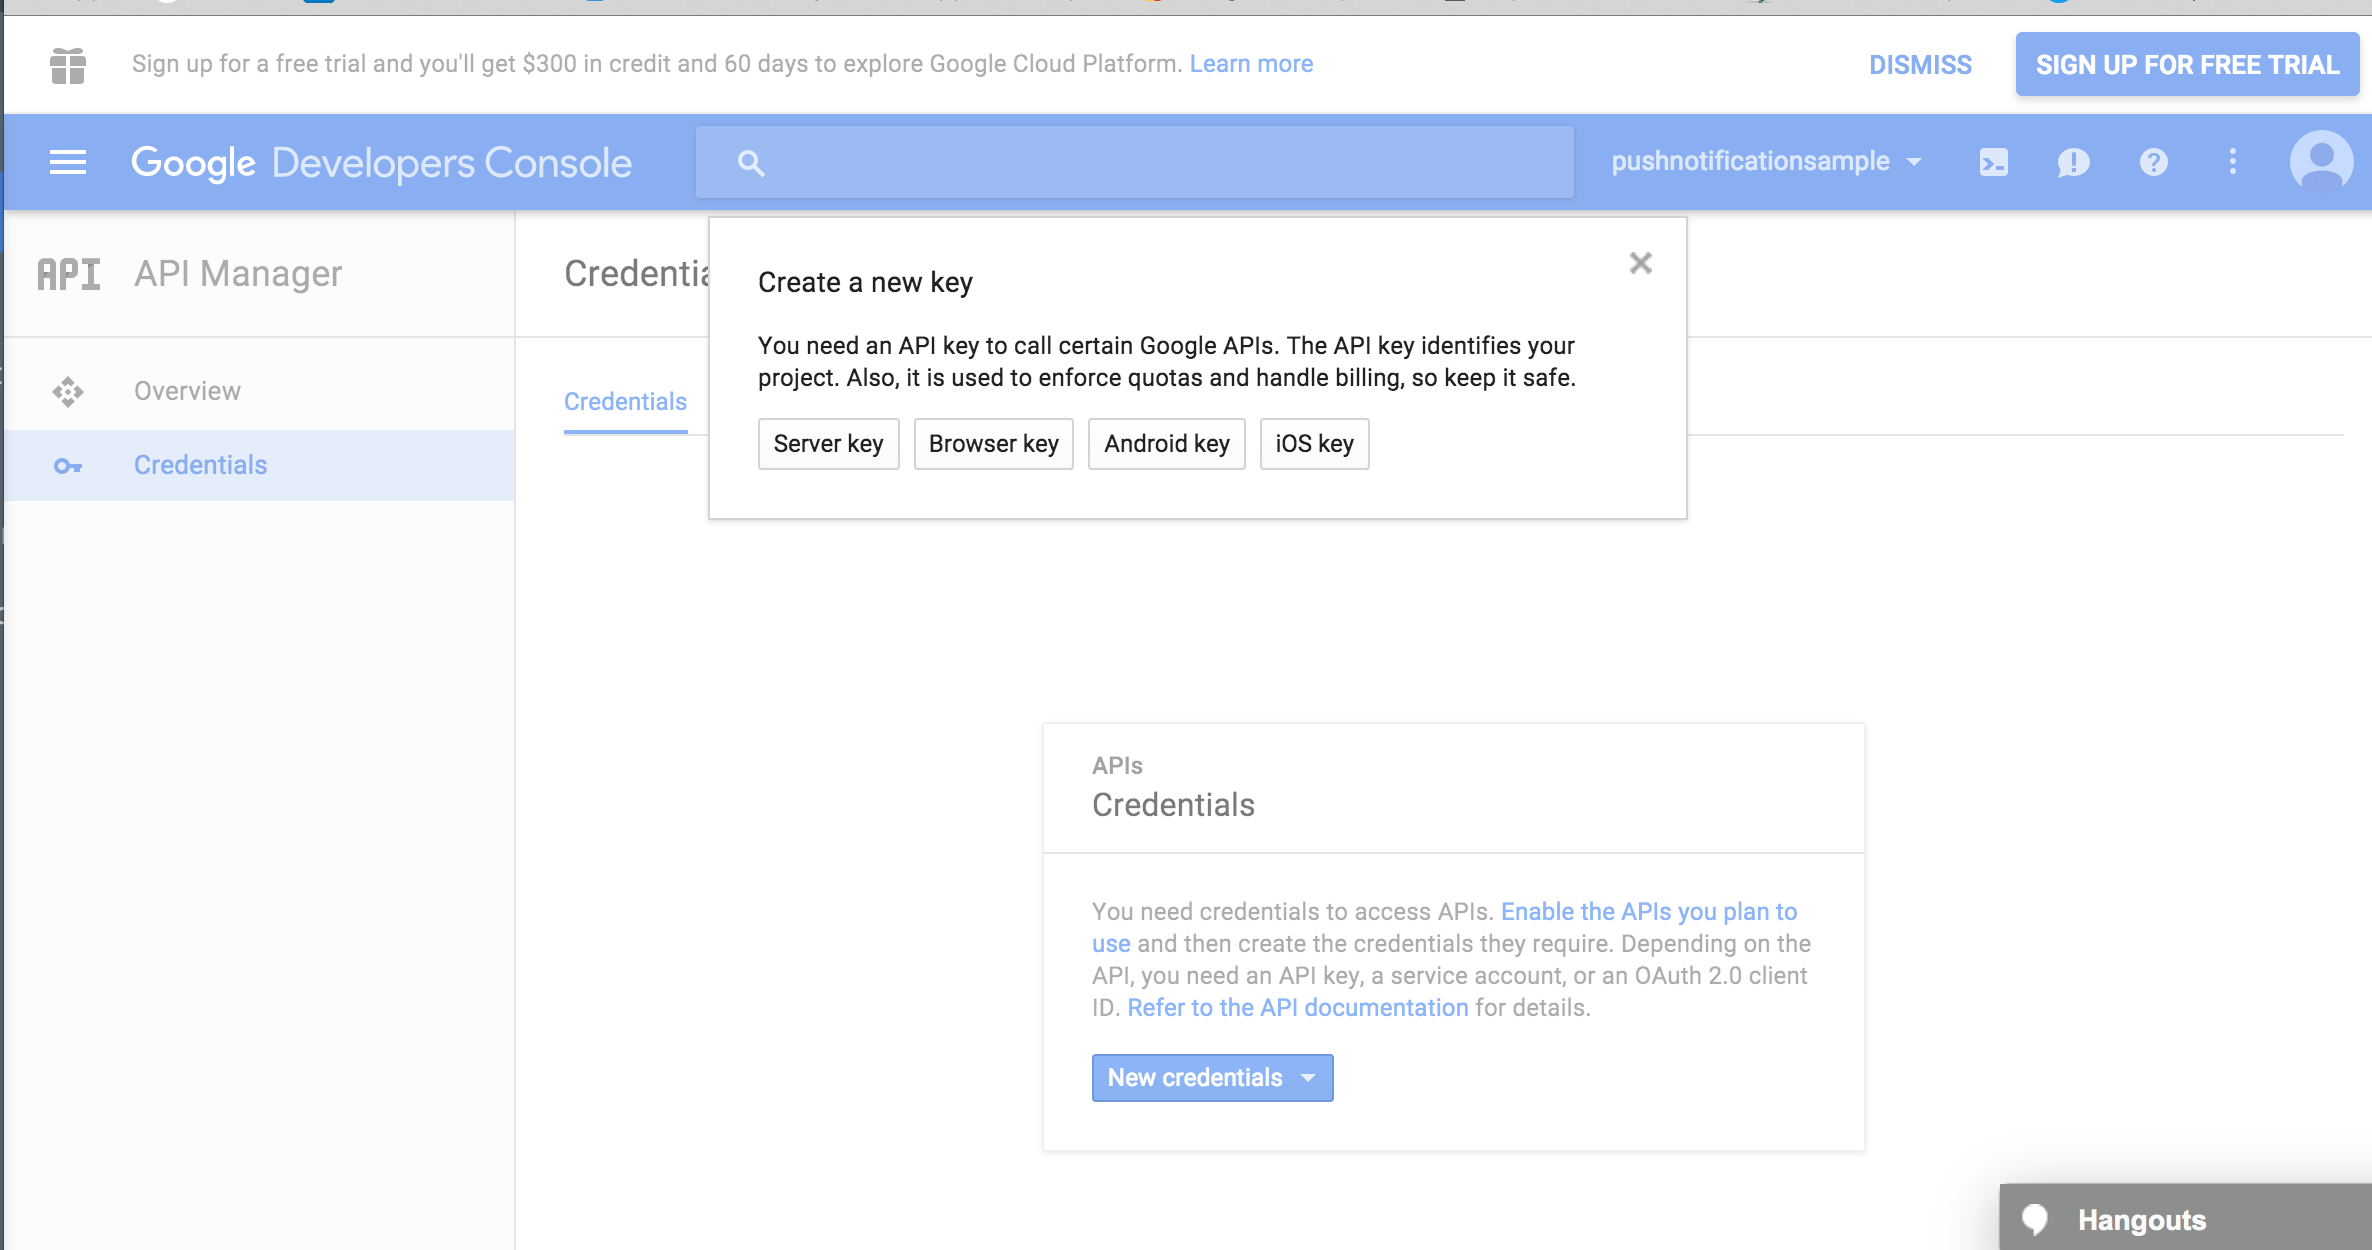 Sign up for a free trial and you'll get $300 in credit and 60 days to explore Google Cloud Platform. Learn more
DISMISS
SIGN UP FOR FREE TRIAL
Google Developers Console
pushnotificationsample
API API Manager
Overview
Credentials
Credentia
Credentials
Create a new key
You need an API key to call certain Google APIs. The API key identifies your
project. Also, it is used to enforce quotas and handle billing, so keep it safe.
Server key
Browser key
Android key
iOS key
APIs
Credentials
You need credentials to access APIs. Enable the APIs you plan to
use and then create the credentials they require. Depending on the
API, you need an API key, a service account, or an OAuth 2.0 client
ID. Refer to the API documentation for details.
New credentials
Hangouts